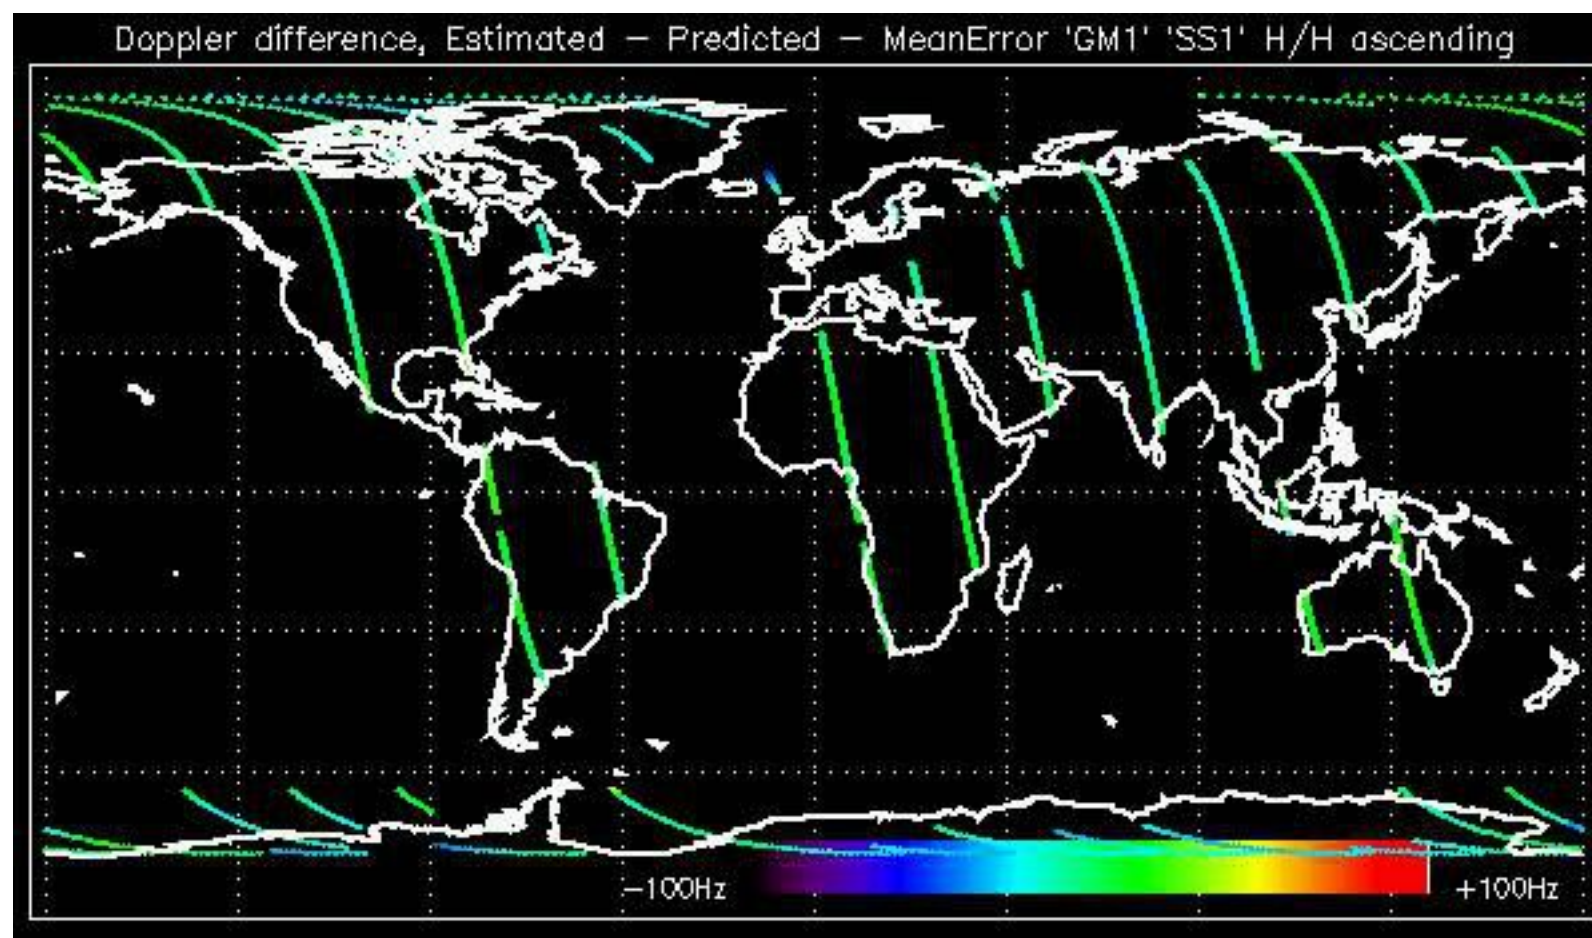 Doppler difference, Estimated – Predicted – MeanError 'GM1' 'SS1' H/H ascending
–100Hz +100Hz